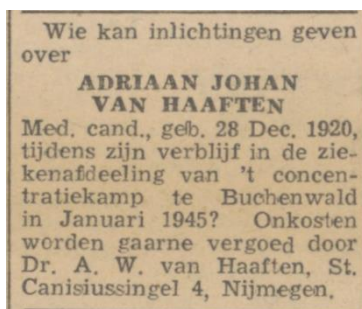 Wie kan inlichtingen geven
over
ADRIAAN JOHAN
VAN HAAFTEN
Med. cand., geb. 28 Dec. 1920,
tijdens zijn verblijf in de zie-
kenafdeeling van 't concen-
tratiekamp te Buchenwald
in Januari 1945? Onkosten
worden gaarne vergoed door
Dr. A. W. van Haaften, St.
Canisiussingel 4, Nijmegen.